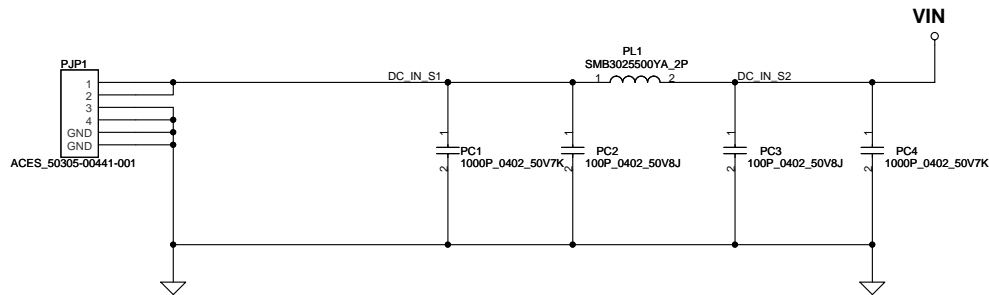 VIN
PL1
SMB3025500YA_2P
PJP1
DC_IN_S1
1
2
DC_IN_S2
1
2
3
4
GND
GND
ACES_50305-00441-001
1
2
PC1
1000P_0402_50V7K
1
2
PC2
100P_0402_50V8J
1
2
PC3
100P_0402_50V8J
1
2
PC4
1000P_0402_50V7K